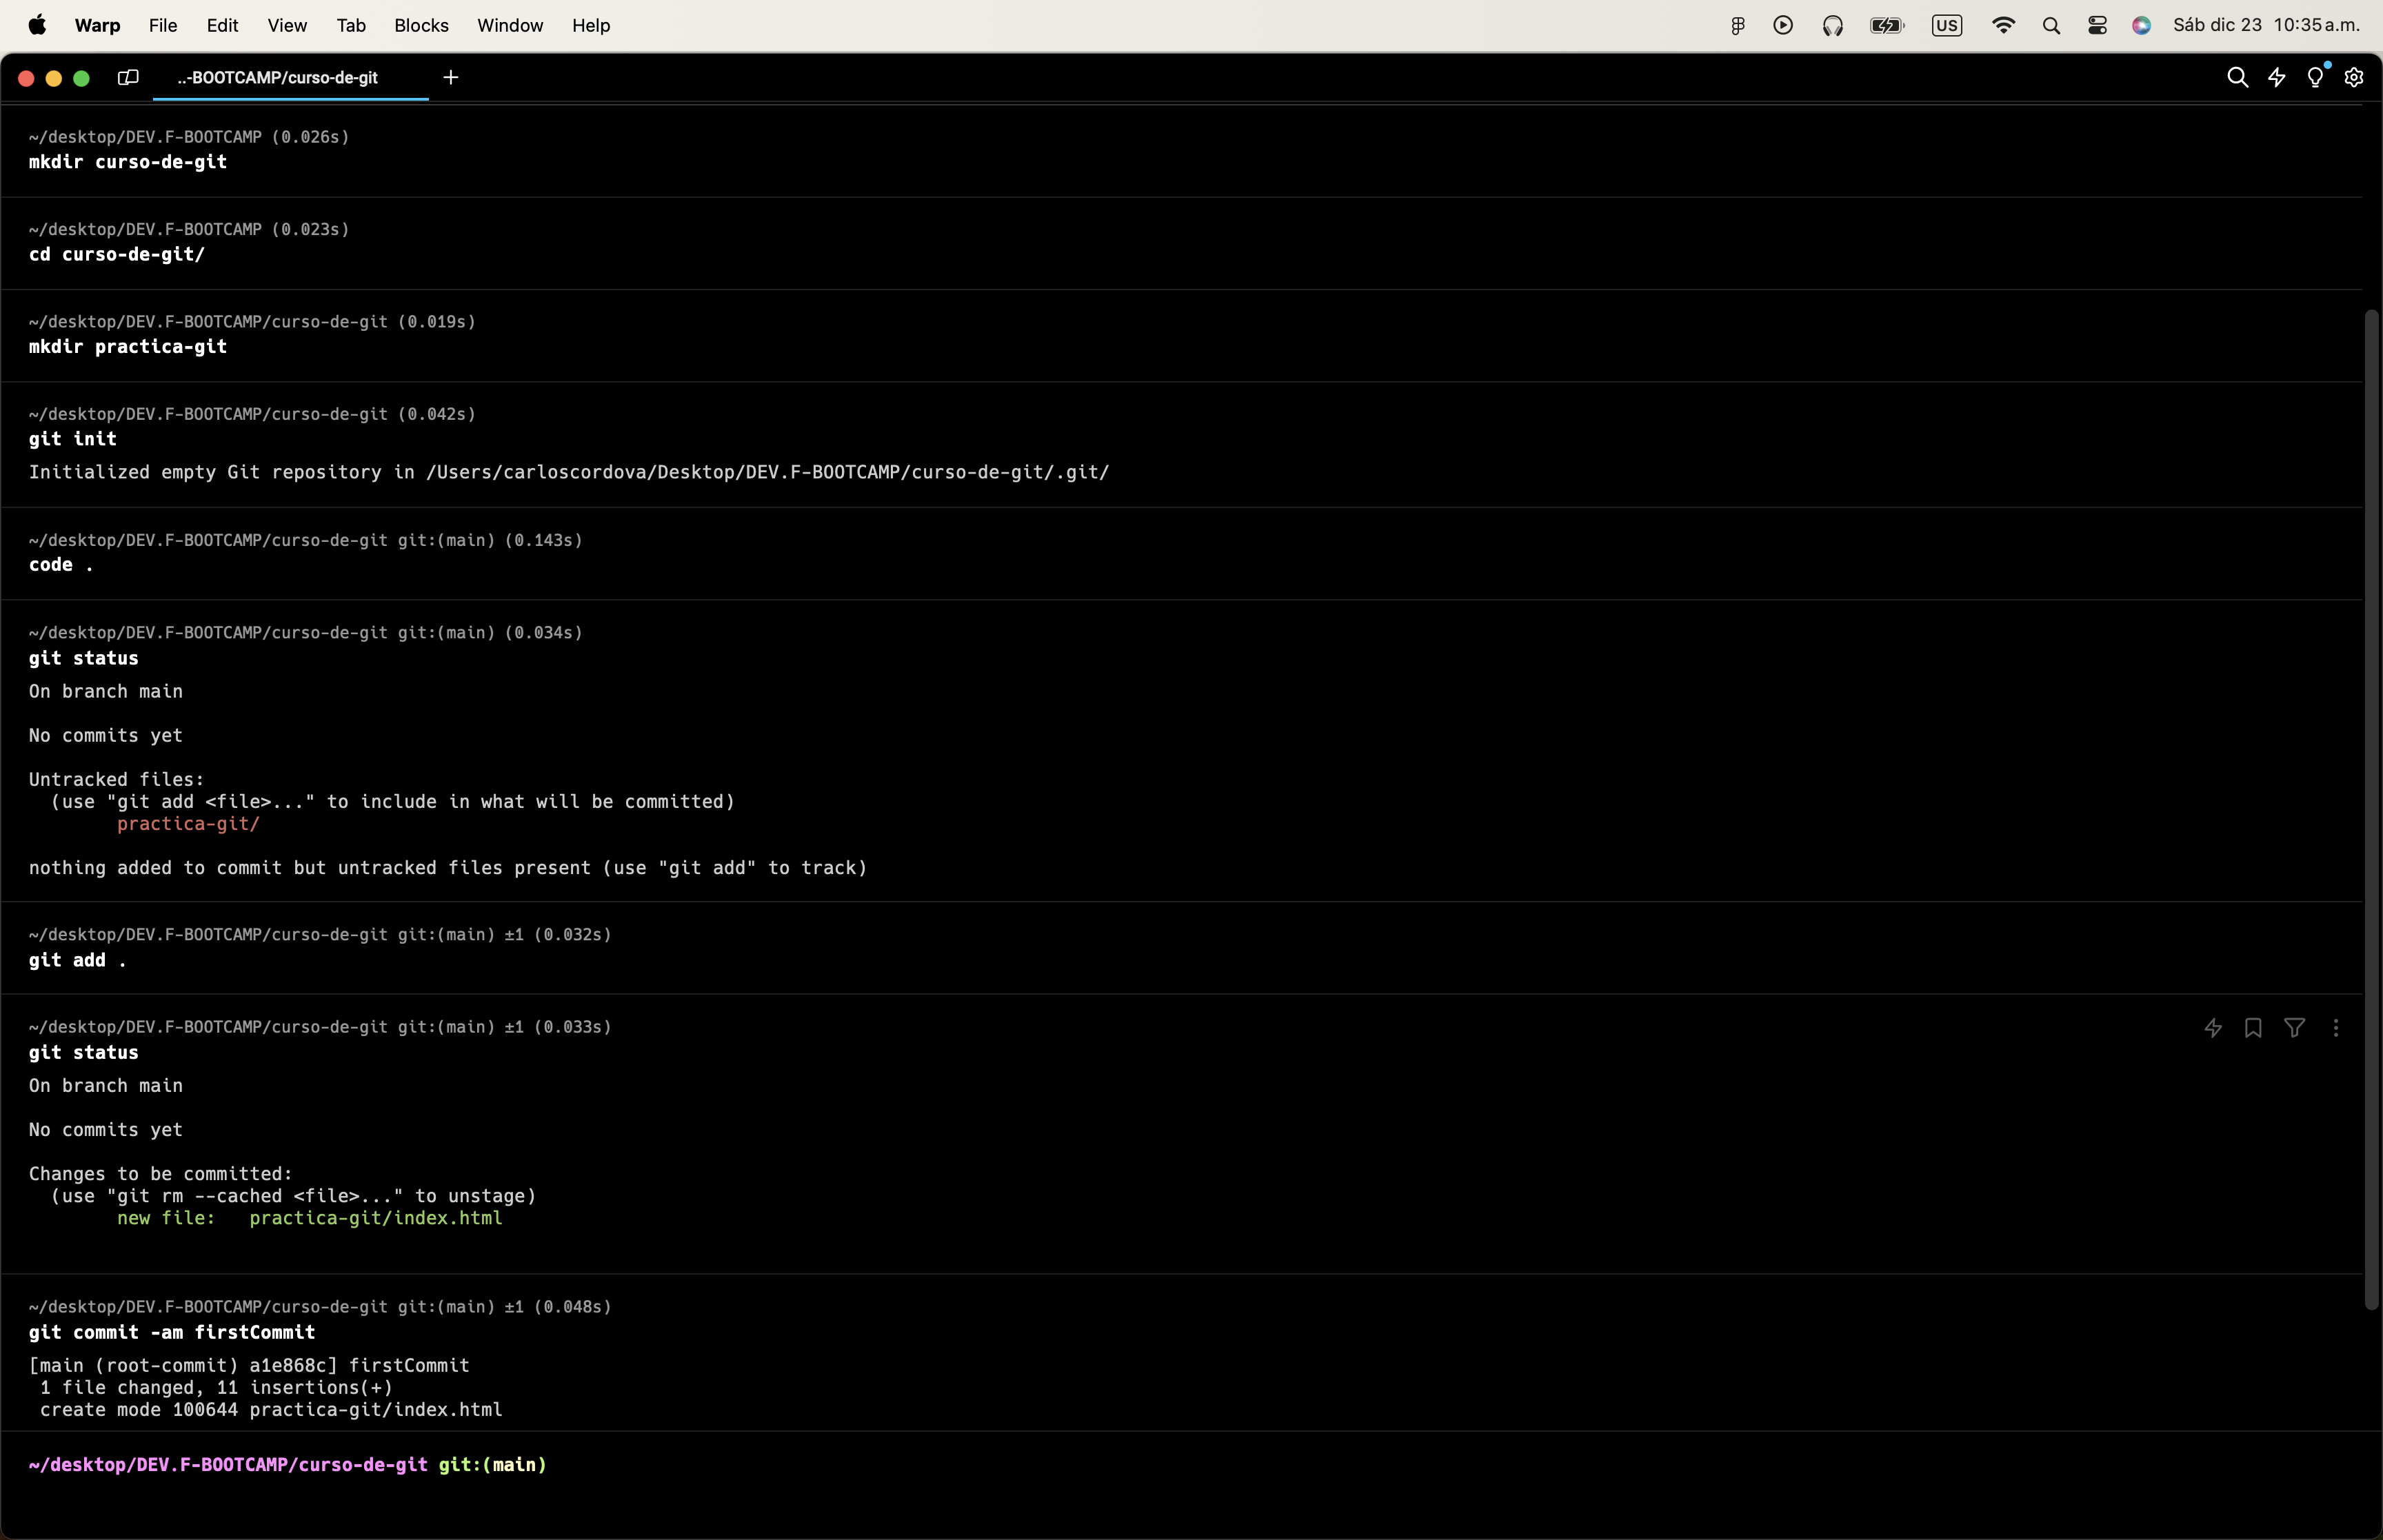 Warp File Edit View Tab Blocks Window Help US Sáb dic 23 10:35 a.m.
..-BOOTCAMP/curso-de-git +
~/desktop/DEV.F-BOOTCAMP (0.026s)
mkdir curso-de-git
~/desktop/DEV.F-BOOTCAMP (0.023s)
cd curso-de-git/
~/desktop/DEV.F-BOOTCAMP/curso-de-git (0.019s)
mkdir practica-git
~/desktop/DEV.F-BOOTCAMP/curso-de-git (0.042s)
git init
Initialized empty Git repository in /Users/carloscordova/Desktop/DEV.F-BOOTCAMP/curso-de-git/.git/
~/desktop/DEV.F-BOOTCAMP/curso-de-git git:(main) (0.143s)
code .
~/desktop/DEV.F-BOOTCAMP/curso-de-git git:(main) (0.034s)
git status
On branch main
No commits yet
Untracked files:
(use "git add <file>..." to include in what will be committed)
practica-git/
nothing added to commit but untracked files present (use "git add" to track)
~/desktop/DEV.F-BOOTCAMP/curso-de-git git:(main) ±1 (0.032s)
git add .
~/desktop/DEV.F-BOOTCAMP/curso-de-git git:(main) ±1 (0.033s)
git status
On branch main
No commits yet
Changes to be committed:
(use "git rm --cached <file>..." to unstage)
new file:   practica-git/index.html
~/desktop/DEV.F-BOOTCAMP/curso-de-git git:(main) ±1 (0.048s)
git commit -am firstCommit
[main (root-commit) a1e868c] firstCommit
1 file changed, 11 insertions(+)
create mode 100644 practica-git/index.html
~/desktop/DEV.F-BOOTCAMP/curso-de-git git:(main)